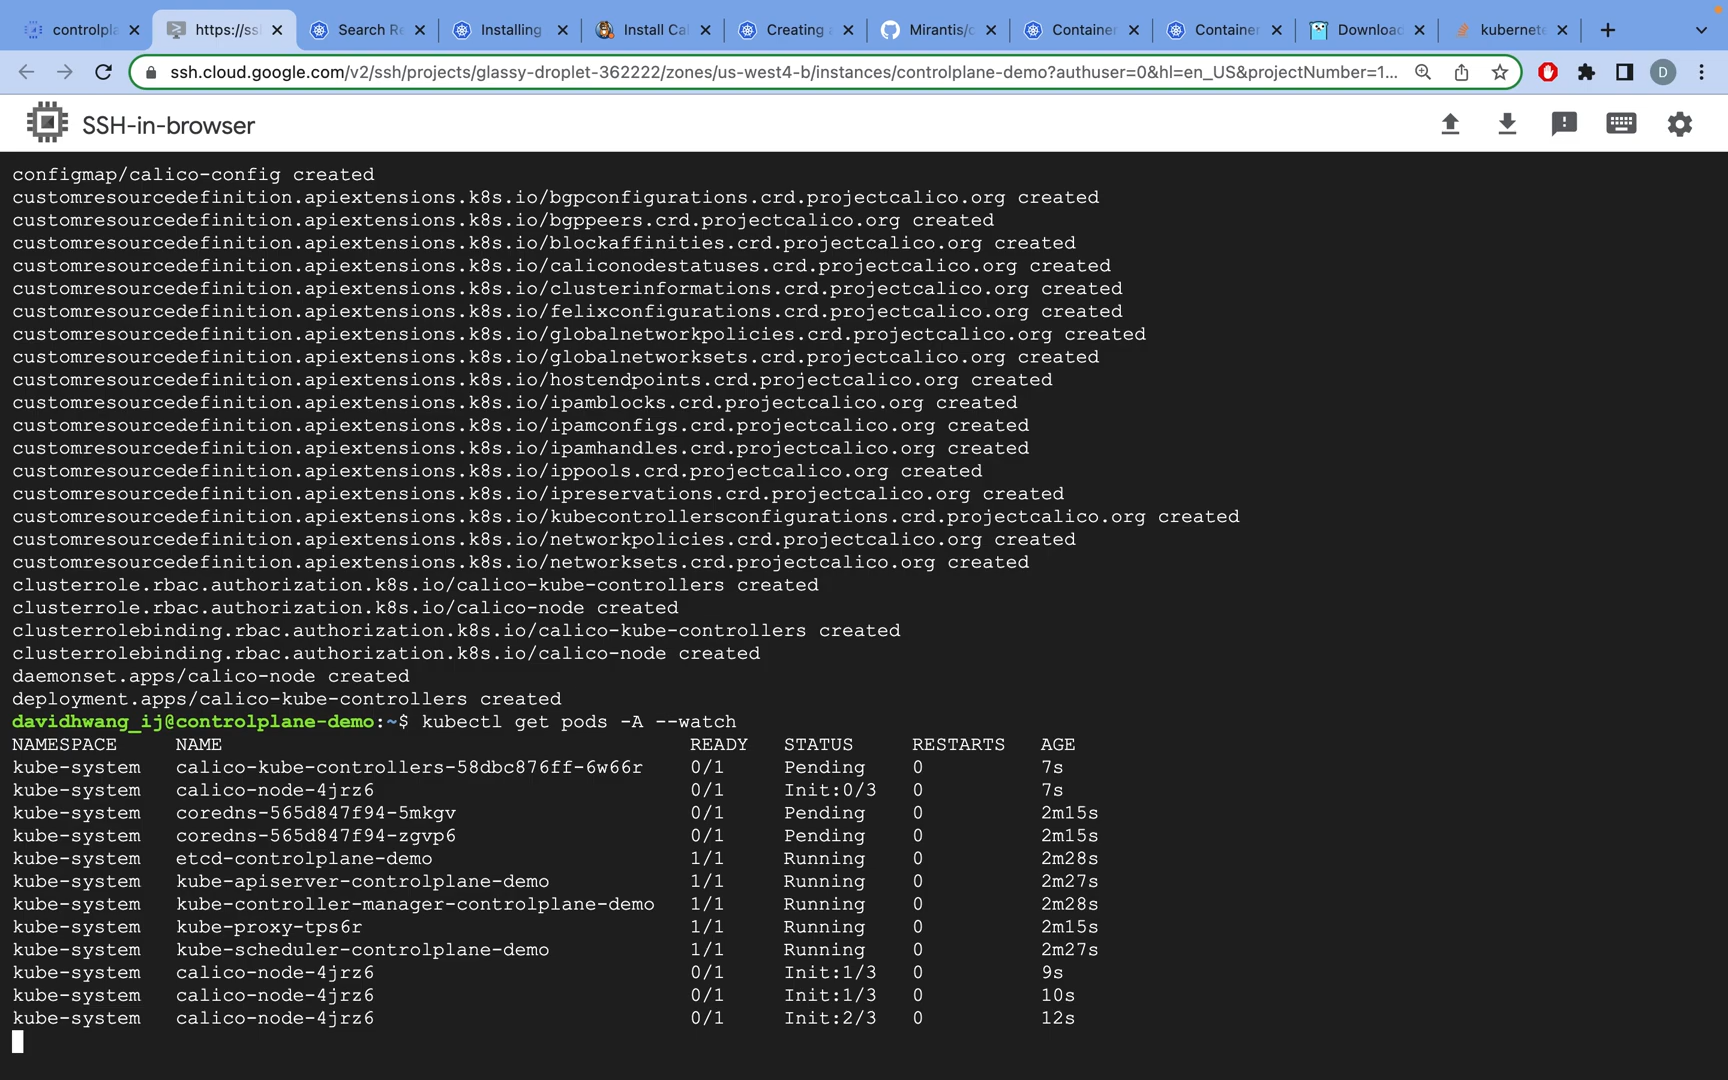 controlpla
https://ssl
Search Re
Installing
Install Cal
Creating a
Mirantis/c
Container
Container
Download
kubernete
ssh.cloud.google.com/v2/ssh/projects/glassy-droplet-362222/zones/us-west4-b/instances/controlplane-demo?authuser=0&hl=en_US&projectNumber=1...
D
SSH-in-browser
configmap/calico-config created
customresourcedefinition.apiextensions.k8s.io/bgpconfigurations.crd.projectcalico.org created
customresourcedefinition.apiextensions.k8s.io/bgppeers.crd.projectcalico.org created
customresourcedefinition.apiextensions.k8s.io/blockaffinities.crd.projectcalico.org created
customresourcedefinition.apiextensions.k8s.io/caliconodestatuses.crd.projectcalico.org created
customresourcedefinition.apiextensions.k8s.io/clusterinformations.crd.projectcalico.org created
customresourcedefinition.apiextensions.k8s.io/felixconfigurations.crd.projectcalico.org created
customresourcedefinition.apiextensions.k8s.io/globalnetworkpolicies.crd.projectcalico.org created
customresourcedefinition.apiextensions.k8s.io/globalnetworksets.crd.projectcalico.org created
customresourcedefinition.apiextensions.k8s.io/hostendpoints.crd.projectcalico.org created
customresourcedefinition.apiextensions.k8s.io/ipamblocks.crd.projectcalico.org created
customresourcedefinition.apiextensions.k8s.io/ipamconfigs.crd.projectcalico.org created
customresourcedefinition.apiextensions.k8s.io/ipamhandles.crd.projectcalico.org created
customresourcedefinition.apiextensions.k8s.io/ippools.crd.projectcalico.org created
customresourcedefinition.apiextensions.k8s.io/ipreservations.crd.projectcalico.org created
customresourcedefinition.apiextensions.k8s.io/kubecontrollersconfigurations.crd.projectcalico.org created
customresourcedefinition.apiextensions.k8s.io/networkpolicies.crd.projectcalico.org created
customresourcedefinition.apiextensions.k8s.io/networksets.crd.projectcalico.org created
clusterrole.rbac.authorization.k8s.io/calico-kube-controllers created
clusterrole.rbac.authorization.k8s.io/calico-node created
clusterrolebinding.rbac.authorization.k8s.io/calico-kube-controllers created
clusterrolebinding.rbac.authorization.k8s.io/calico-node created
daemonset.apps/calico-node created
deployment.apps/calico-kube-controllers created
davidhwang_ij@controlplane-demo:~$ kubectl get pods -A --watch
NAMESPACE NAME READY STATUS RESTARTS AGE
kube-system calico-kube-controllers-58dbc876ff-6w66r 0/1 Pending 0 7s
kube-system calico-node-4jrz6 0/1 Init:0/3 0 7s
kube-system coredns-565d847f94-5mkgv 0/1 Pending 0 2m15s
kube-system coredns-565d847f94-zgvp6 0/1 Pending 0 2m15s
kube-system etcd-controlplane-demo 1/1 Running 0 2m28s
kube-system kube-apiserver-controlplane-demo 1/1 Running 0 2m27s
kube-system kube-controller-manager-controlplane-demo 1/1 Running 0 2m28s
kube-system kube-proxy-tps6r 1/1 Running 0 2m15s
kube-system kube-scheduler-controlplane-demo 1/1 Running 0 2m27s
kube-system calico-node-4jrz6 0/1 Init:1/3 0 9s
kube-system calico-node-4jrz6 0/1 Init:1/3 0 10s
kube-system calico-node-4jrz6 0/1 Init:2/3 0 12s